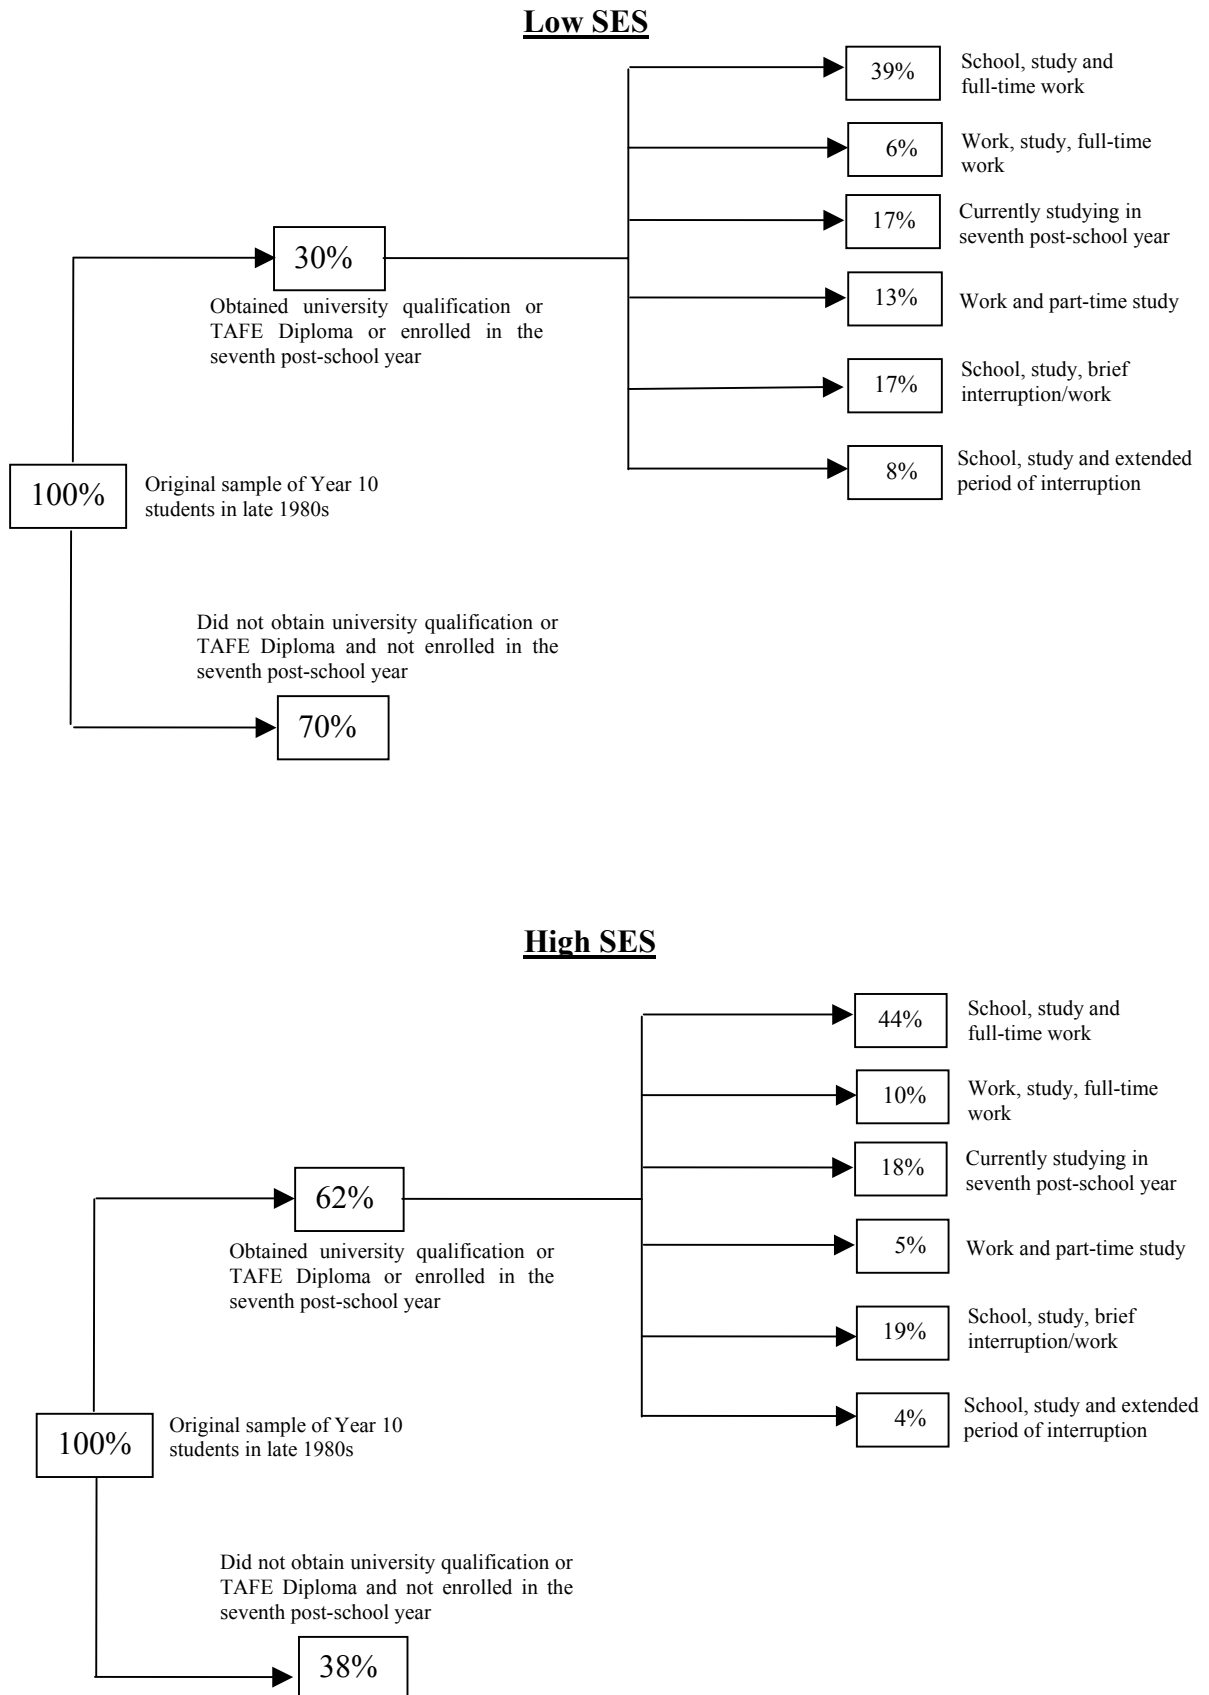 Low SES
39%
School, study and
full-time work
6%
Work, study, full-time
work
17%
Currently studying in
seventh post-school year
30%
Obtained university qualification or
TAFE Diploma or enrolled in the
seventh post-school year
13%
Work and part-time study
17%
School, study, brief
interruption/work
8%
School, study and extended
period of interruption
100%
Original sample of Year 10
students in late 1980s
Did not obtain university qualification or
TAFE Diploma and not enrolled in the
seventh post-school year
70%
High SES
44%
School, study and
full-time work
10%
Work, study, full-time
work
18%
Currently studying in
seventh post-school year
62%
Obtained university qualification or
TAFE Diploma or enrolled in the
seventh post-school year
5%
Work and part-time study
19%
School, study, brief
interruption/work
4%
School, study and extended
period of interruption
100%
Original sample of Year 10
students in late 1980s
Did not obtain university qualification or
TAFE Diploma and not enrolled in the
seventh post-school year
38%